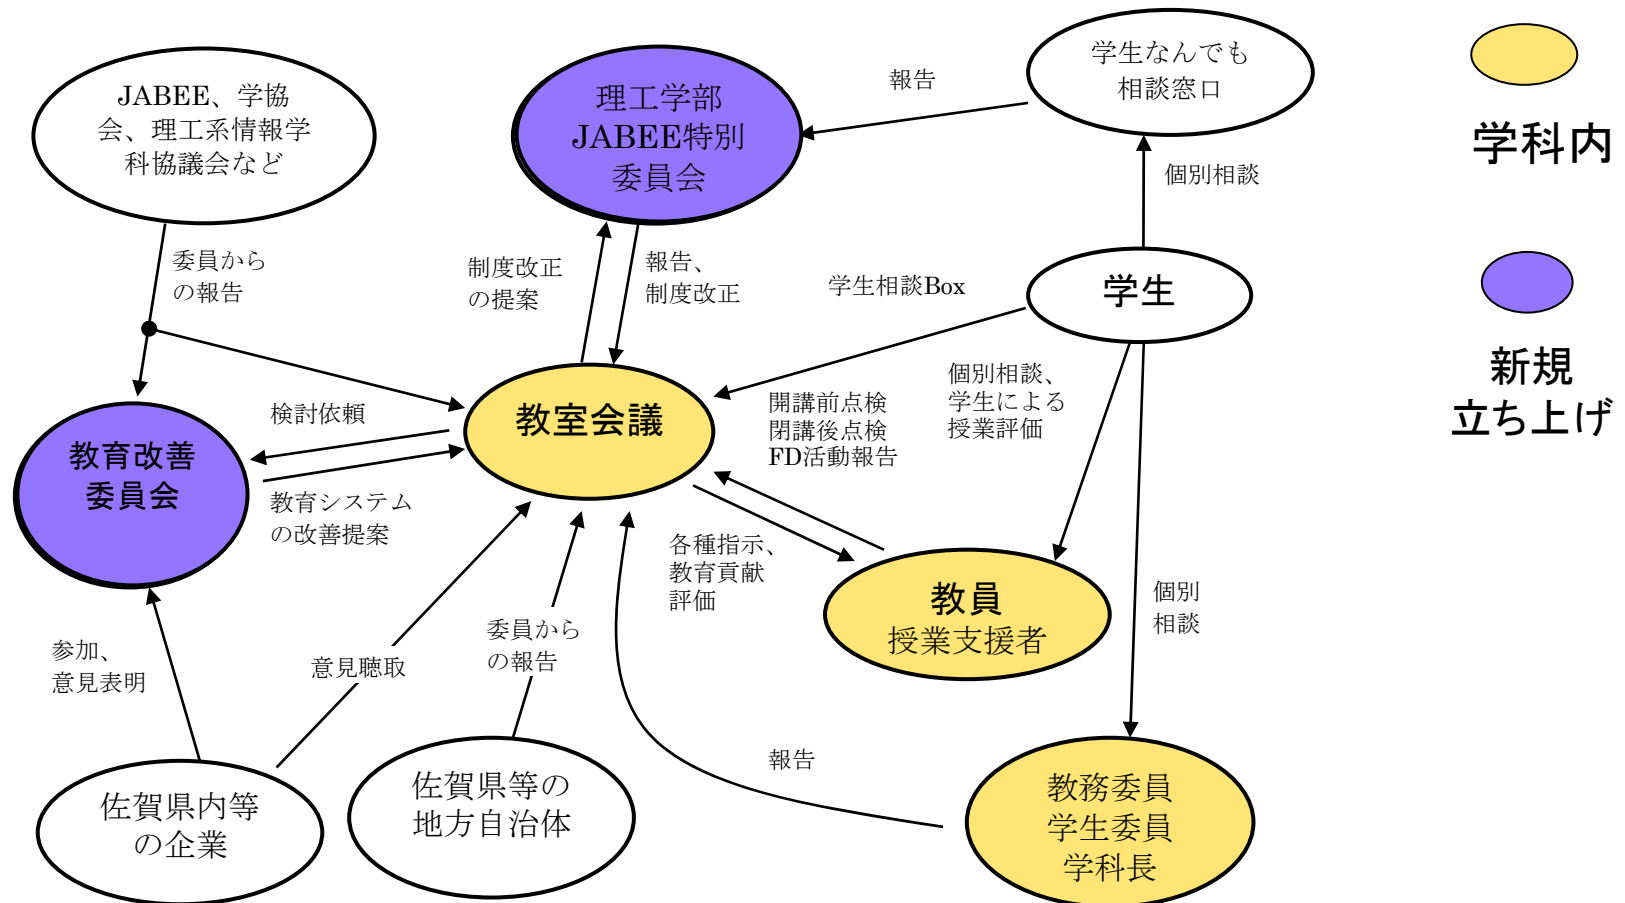 学生なんでも
相談窓口
報告
JABEE、学協
会、理工系情報学
科協議会など
理工学部
JABEE特別
委員会
学科内
個別相談
委員から
の報告
制度改正
の提案
報告、
制度改正
学生相談Box
学生
新規
立ち上げ
検討依頼
教室会議
開講前点検
閉講後点検
FD活動報告
個別相談、
学生による
授業評価
教育改善
委員会
教育システム
の改善提案
各種指示、
教育貢献
評価
教員
授業支援者
個別
相談
参加、
意見表明
意見聴取
委員から
の報告
報告
佐賀県内等
の企業
佐賀県等の
地方自治体
教務委員
学生委員
学科長